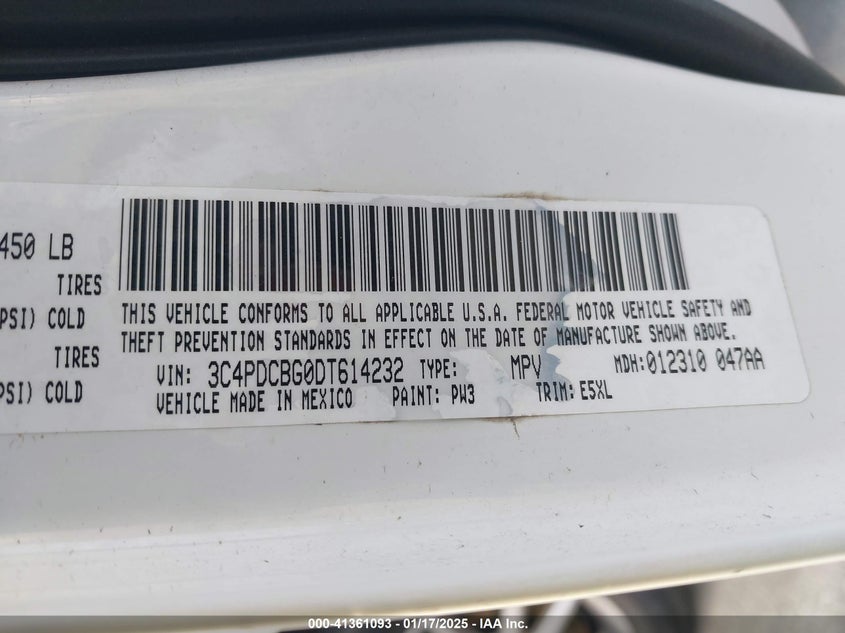 450 LB
TIRES
PSI) COLD
TIRES
PSI) COLD
THIS VEHICLE CONFORMS TO ALL APPLICABLE U.S.A. FEDERAL MOTOR VEHICLE SAFETY AND
THEFT PREVENTION STANDARDS IN EFFECT ON THE DATE OF MANUFACTURE SHOWN ABOVE.
VIN: 3C4PDCBG0DT614232 TYPE: MPV MDH:012310 047AA
VEHICLE MADE IN MEXICO PAINT: PW3 TRIM: E5XL
000-41361093 - 01/17/2025 - IAA Inc.